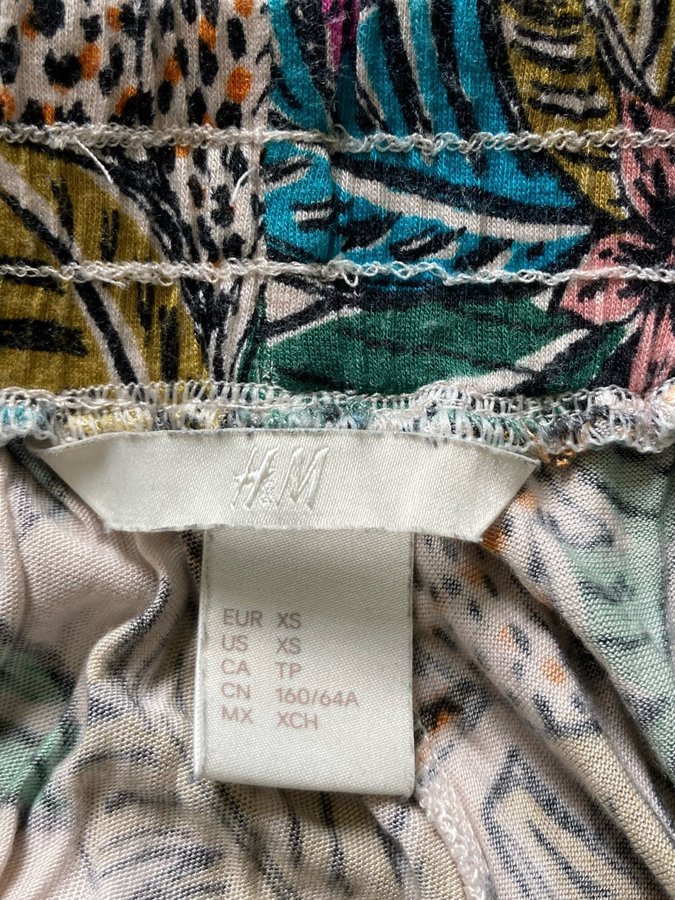 H&M
EUR XS
US XS
CA TP
CN 160/64A
MX XCH